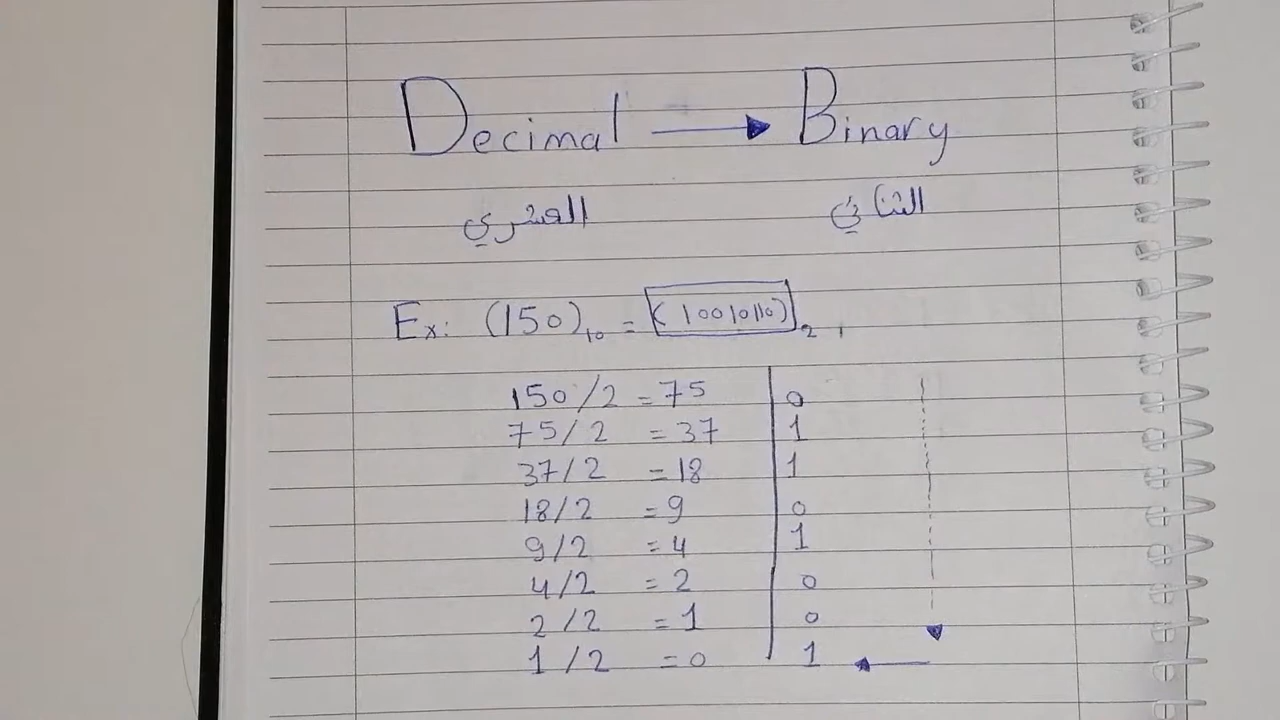 Decimal → Binary
العشري الثنائي
Ex: (150)10 = (10010110)2
150/2 = 75 | 0
75/2 = 37 | 1
37/2 = 18 | 1
18/2 = 9 | 0
9/2 = 4 | 1
4/2 = 2 | 0
2/2 = 1 | 0
1/2 = 0 | 1